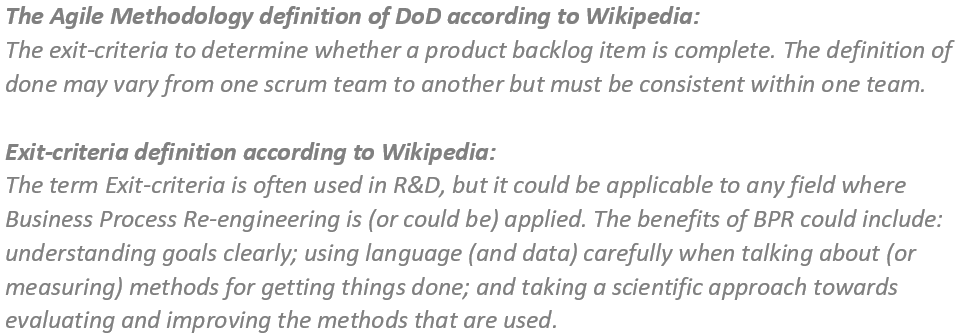 The Agile Methodology definition of DoD according to Wikipedia:
The exit-criteria to determine whether a product backlog item is complete. The definition of
done may vary from one scrum team to another but must be consistent within one team.
Exit-criteria definition according to Wikipedia:
The term Exit-criteria is often used in R&D, but it could be applicable to any field where
Business Process Re-engineering is (or could be) applied. The benefits of BPR could include:
understanding goals clearly; using language (and data) carefully when talking about (or
measuring) methods for getting things done; and taking a scientific approach towards
evaluating and improving the methods that are used.